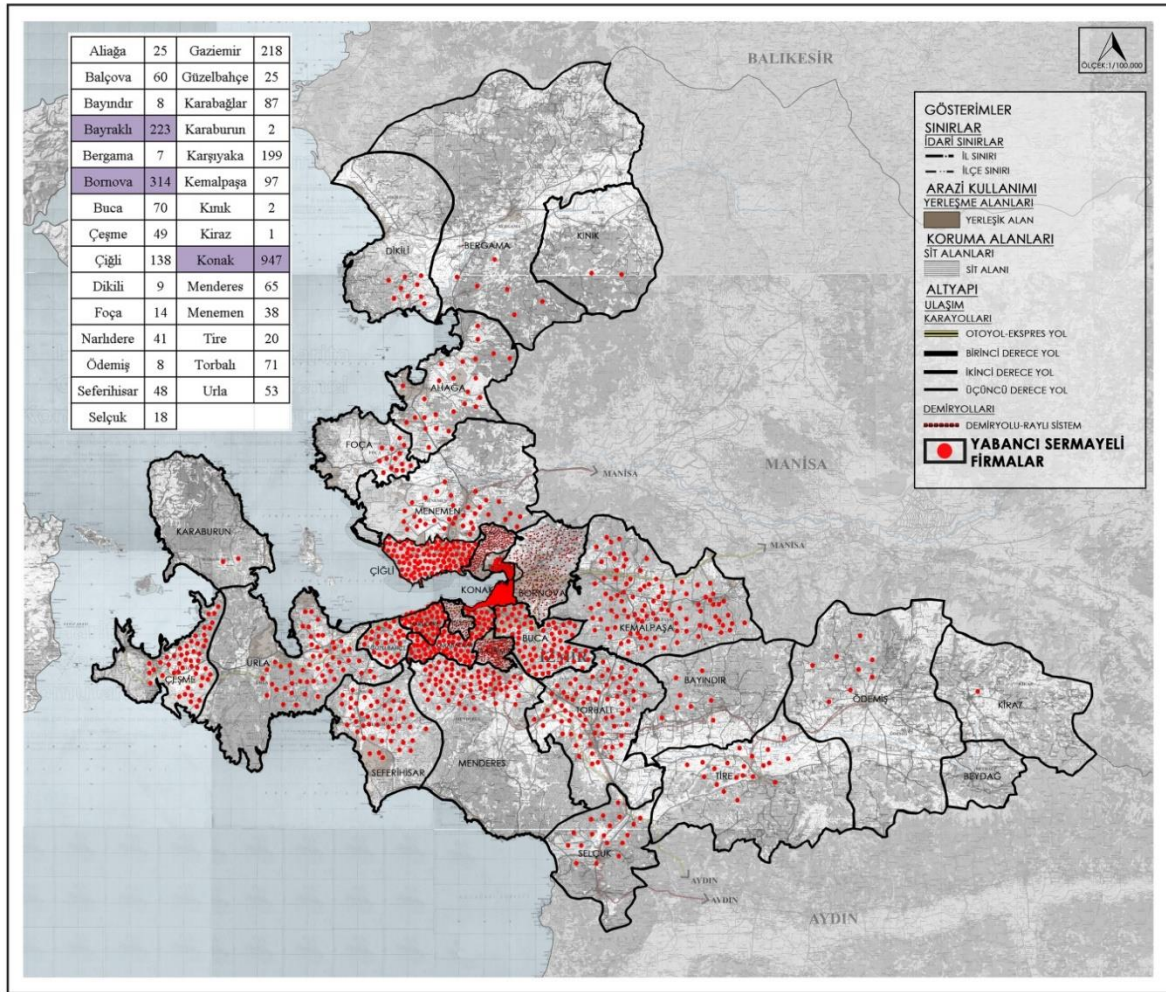 Aliağa 25 Gaziemir 218
Balçova 60 Güzelbahçe 25
Bayındır 8 Karabağlar 87
Bayraklı 223 Karaburun 2
Bergama 7 Karşıyaka 199
Bornova 314 Kemalpaşa 97
Buca 70 Kınık 2
Çeşme 49 Kiraz 1
Çiğli 138 Konak 947
Dikili 9 Menderes 65
Foça 14 Menemen 38
Narlıdere 41 Tire 20
Ödemiş 8 Torbalı 71
Seferihisar 48 Urla 53
Selçuk 18
BALIKESİR
ÖLÇEK:1/100.000
GÖSTERİMLER
SINIRLAR
İDARİ SINIRLAR
İL SINIRI
İLÇE SINIRI
ARAZİ KULLANIMI
YERLEŞME ALANLARI
YERLEŞİK ALAN
KORUMA ALANLARI
SİT ALANLARI
SİT ALANI
ALTYAPI
ULAŞIM
KARAYOLLARI
OTOYOL-EKSPRES YOL
BİRİNCİ DERECE YOL
İKİNCİ DERECE YOL
ÜÇÜNCÜ DERECE YOL
DEMİRYOLLARI
DEMİRYOLU-RAYLI SİSTEM
YABANCI SERMAYELİ
FİRMALAR
DİKİLİ
BERGAMA
KINIK
ALİAĞA
FOÇA
MANİSA
MANİSA
MENEMEN
KARABURUN
MANİSA
ÇİĞLİ
KONAK
BORNOVA
KEMALPAŞA
BUCA
URLA
ÇEŞME
BAYINDIR
ÖDEMİŞ
KİRAZ
TORBALI
SEFERİHİSAR
MENDERES
TİRE
BEYDAĞ
SELÇUK
AYDIN
AYDIN
AYDIN